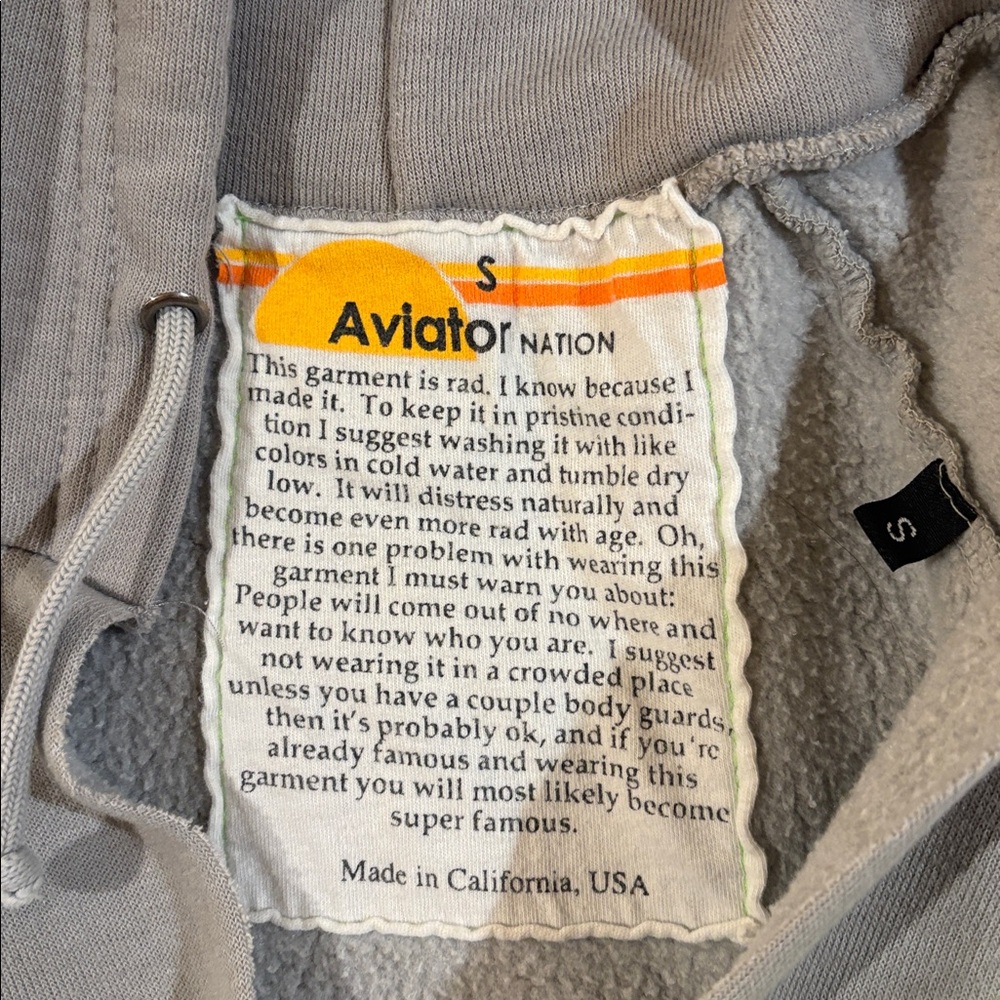 S
Aviator NATION
This garment is rad. I know because I
made it. To keep it in pristine condi-
tion I suggest washing it with like
colors in cold water and tumble dry
low. It will distress naturally and
become even more rad with age. Oh,
there is one problem with wearing this
garment I must warn you about:
People will come out of no where and
want to know who you are. I suggest
not wearing it in a crowded place
unless you have a couple body guards,
then it's probably ok, and if you're
already famous and wearing this
garment you will most likely become
super famous.
Made in California, USA
S